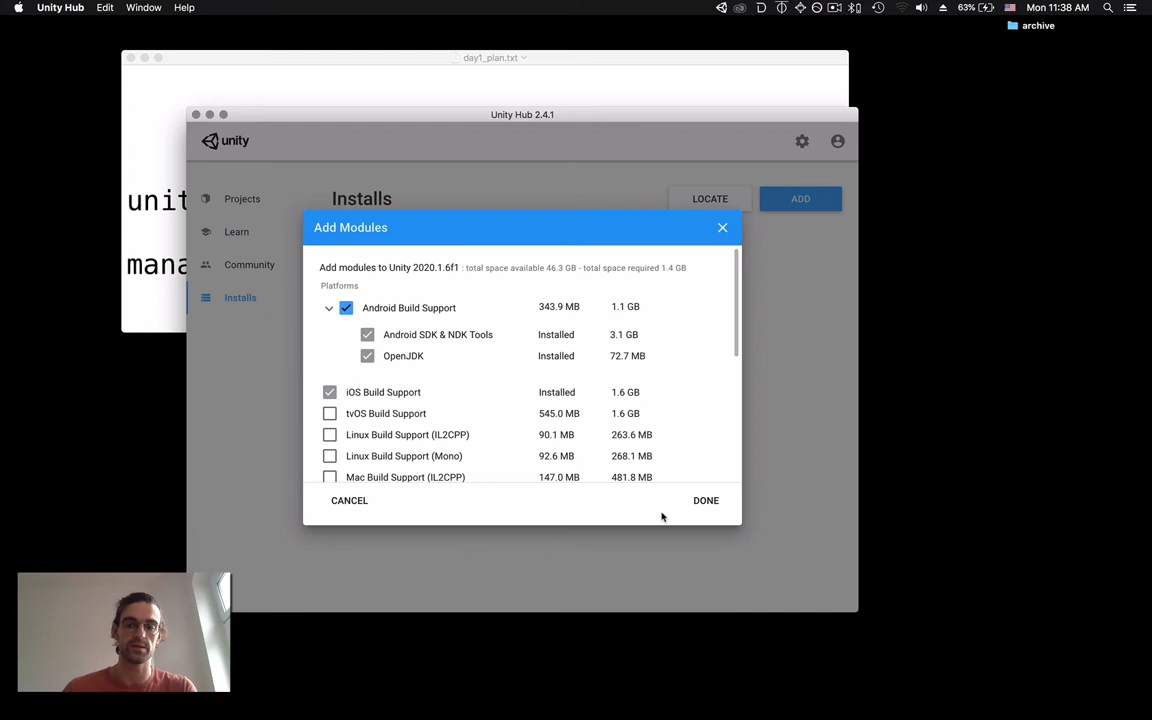 Unity Hub Edit Window Help 63% Mon 11:38 AM
archive
day1_plan.txt
Unity Hub 2.4.1
unity
unit
mana
Projects
Learn
Community
Installs
Installs LOCATE ADD
Add Modules
Add modules to Unity 2020.1.6f1 : total space available 46.3 GB - total space required 1.4 GB
Platforms
Android Build Support 343.9 MB 1.1 GB
Android SDK & NDK Tools Installed 3.1 GB
OpenJDK Installed 72.7 MB
iOS Build Support Installed 1.6 GB
tvOS Build Support 545.0 MB 1.6 GB
Linux Build Support (IL2CPP) 90.1 MB 263.6 MB
Linux Build Support (Mono) 92.6 MB 268.1 MB
Mac Build Support (IL2CPP) 147.0 MB 481.8 MB
CANCEL DONE